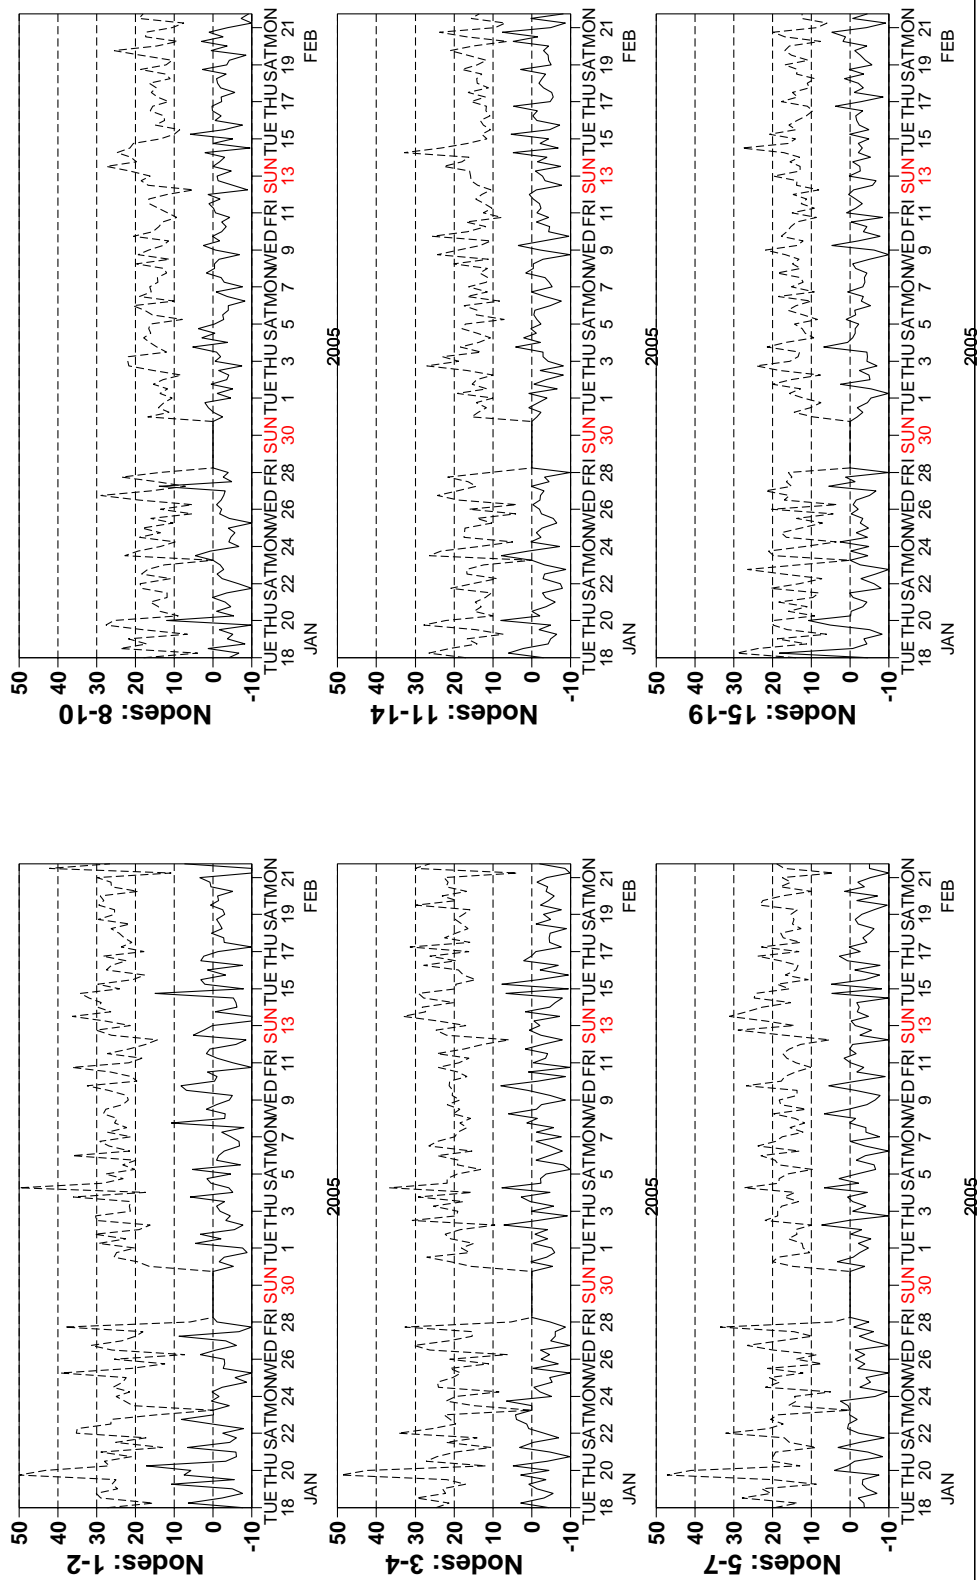 Nodes: 1-2
50
40
30
20
10
0
-10
TUE THU SAT MON WED FRI SUN TUE THU SAT MON WED FRI SUN TUE THU SAT MON
18 20 22 24 26 28 30 1 3 5 7 9 11 13 15 17 19 21
JAN FEB
2005
Nodes: 3-4
50
40
30
20
10
0
-10
TUE THU SAT MON WED FRI SUN TUE THU SAT MON WED FRI SUN TUE THU SAT MON
18 20 22 24 26 28 30 1 3 5 7 9 11 13 15 17 19 21
JAN FEB
2005
Nodes: 5-7
50
40
30
20
10
0
-10
TUE THU SAT MON WED FRI SUN TUE THU SAT MON WED FRI SUN TUE THU SAT MON
18 20 22 24 26 28 30 1 3 5 7 9 11 13 15 17 19 21
JAN FEB
2005
Nodes: 8-10
50
40
30
20
10
0
-10
TUE THU SAT MON WED FRI SUN TUE THU SAT MON WED FRI SUN TUE THU SAT MON
18 20 22 24 26 28 30 1 3 5 7 9 11 13 15 17 19 21
JAN FEB
2005
Nodes: 11-14
50
40
30
20
10
0
-10
TUE THU SAT MON WED FRI SUN TUE THU SAT MON WED FRI SUN TUE THU SAT MON
18 20 22 24 26 28 30 1 3 5 7 9 11 13 15 17 19 21
JAN FEB
2005
Nodes: 15-19
50
40
30
20
10
0
-10
TUE THU SAT MON WED FRI SUN TUE THU SAT MON WED FRI SUN TUE THU SAT MON
18 20 22 24 26 28 30 1 3 5 7 9 11 13 15 17 19 21
JAN FEB
2005